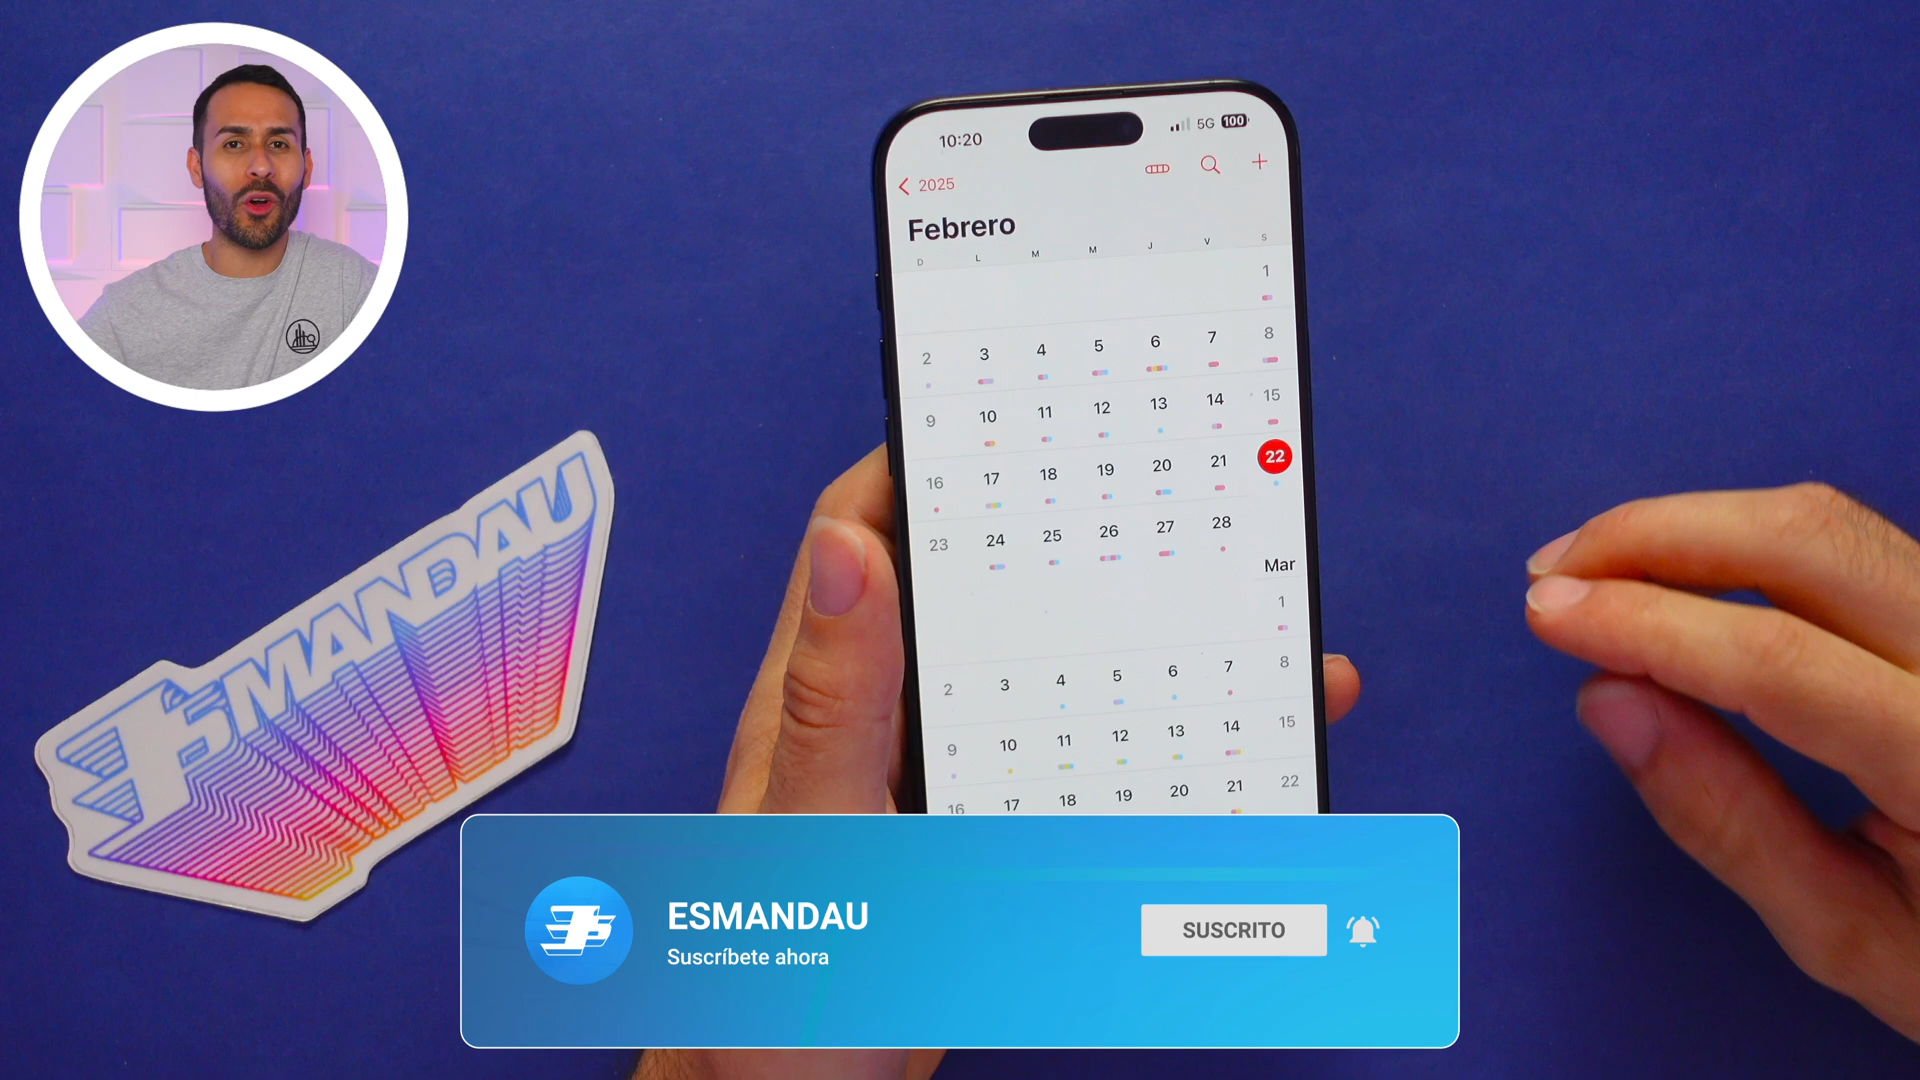 10:20
5G 100
2025
Febrero
D L M M J V S
1
2 3 4 5 6 7 8
9 10 11 12 13 14 15
16 17 18 19 20 21 22
23 24 25 26 27 28
Mar
1
2 3 4 5 6 7 8
9 10 11 12 13 14 15
16 17 18 19 20 21 22
ESMANDAU
ESMANDAU
Suscríbete ahora
SUSCRITO